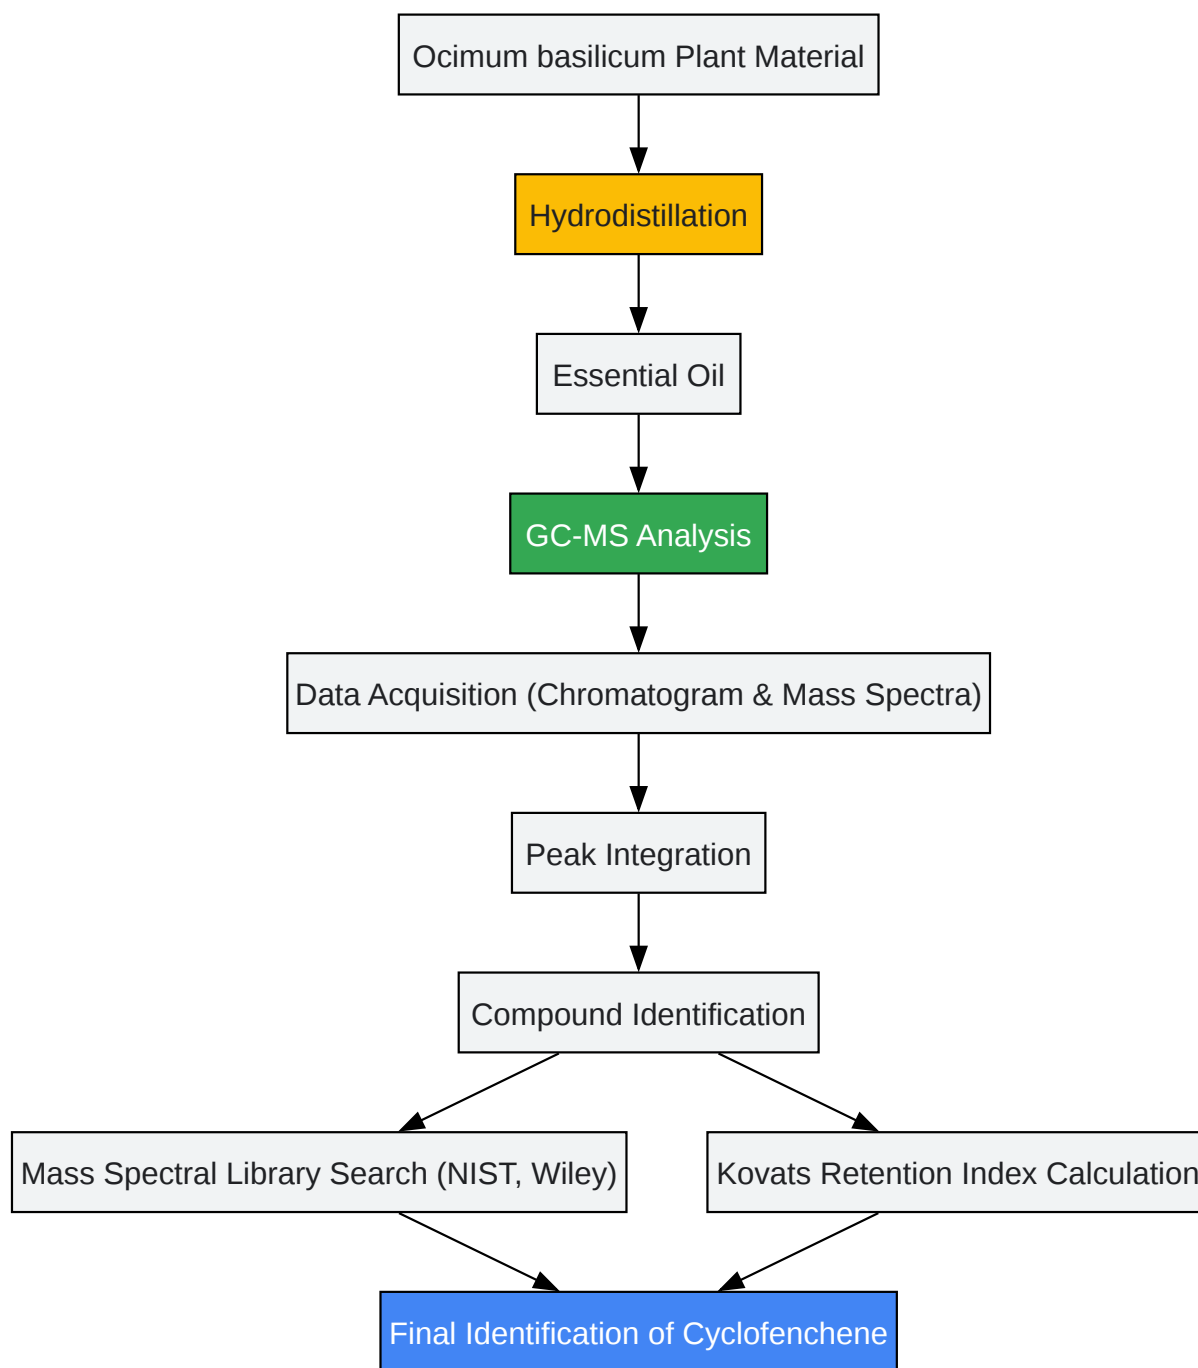 Ocimum basilicum Plant Material
Hydrodistillation
Essential Oil
GC-MS Analysis
Data Acquisition (Chromatogram & Mass Spectra)
Peak Integration
Compound Identification
Mass Spectral Library Search (NIST, Wiley)
Kovats Retention Index Calculation
Final Identification of Cyclofenchene